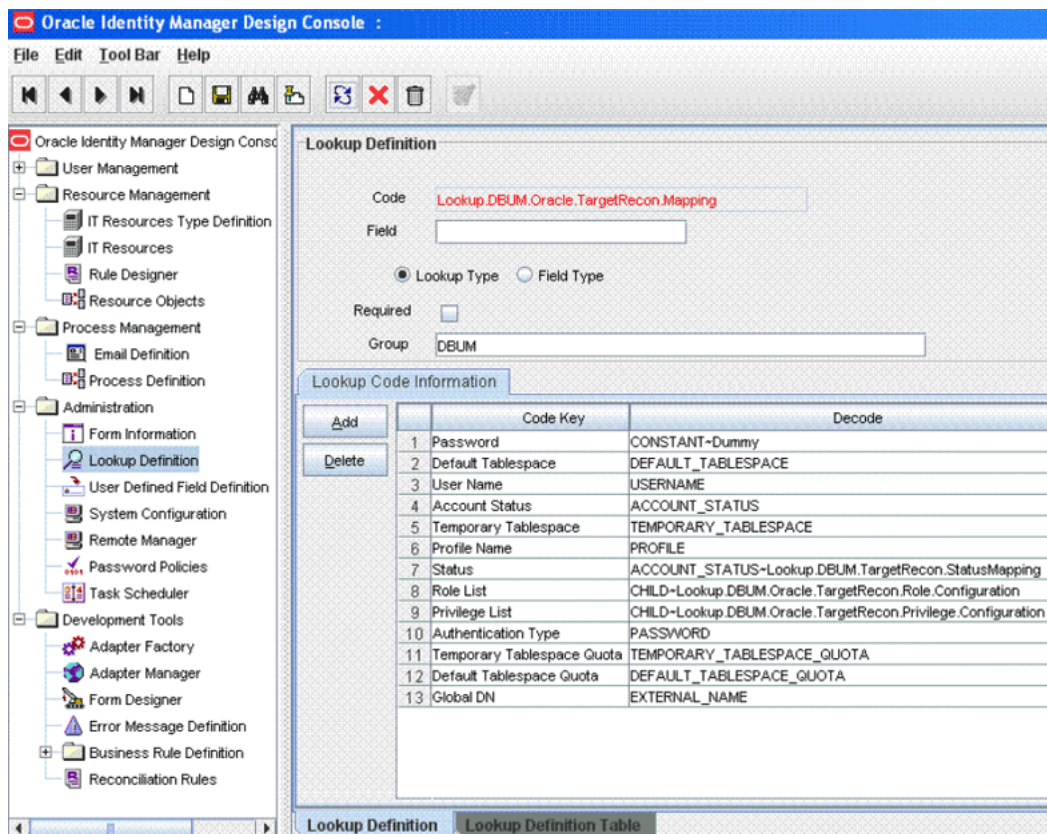 Oracle Identity Manager Design Console :
File Edit Tool Bar Help
Oracle Identity Manager Design Consc
User Management
Resource Management
IT Resources Type Definition
IT Resources
Rule Designer
Resource Objects
Process Management
Email Definition
Process Definition
Administration
Form Information
Lookup Definition
User Defined Field Definition
System Configuration
Remote Manager
Password Policies
Task Scheduler
Development Tools
Adapter Factory
Adapter Manager
Form Designer
Error Message Definition
Business Rule Definition
Reconciliation Rules
Lookup Definition
Code Lookup.DBUM.Oracle.TargetRecon.Mapping
Field
Lookup Type Field Type
Required
Group DBUM
Lookup Code Information
Add
Delete
Code Key Decode
1 Password CONSTANT~Dummy
2 Default Tablespace DEFAULT_TABLESPACE
3 User Name USERNAME
4 Account Status ACCOUNT_STATUS
5 Temporary Tablespace TEMPORARY_TABLESPACE
6 Profile Name PROFILE
7 Status ACCOUNT_STATUS~Lookup.DBUM.TargetRecon.StatusMapping
8 Role List CHILD~Lookup.DBUM.Oracle.TargetRecon.Role.Configuration
9 Privilege List CHILD~Lookup.DBUM.Oracle.TargetRecon.Privilege.Configuration
10 Authentication Type PASSWORD
11 Temporary Tablespace Quota TEMPORARY_TABLESPACE_QUOTA
12 Default Tablespace Quota DEFAULT_TABLESPACE_QUOTA
13 Global DN EXTERNAL_NAME
Lookup Definition Lookup Definition Table